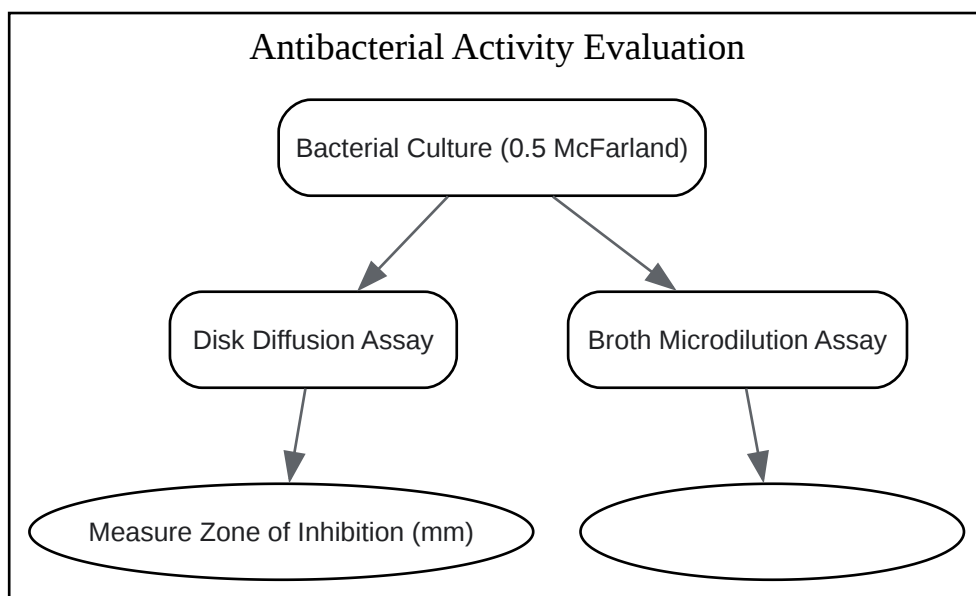 Antibacterial Activity Evaluation
Bacterial Culture (0.5 McFarland)
Disk Diffusion Assay
Broth Microdilution Assay
Measure Zone of Inhibition (mm)